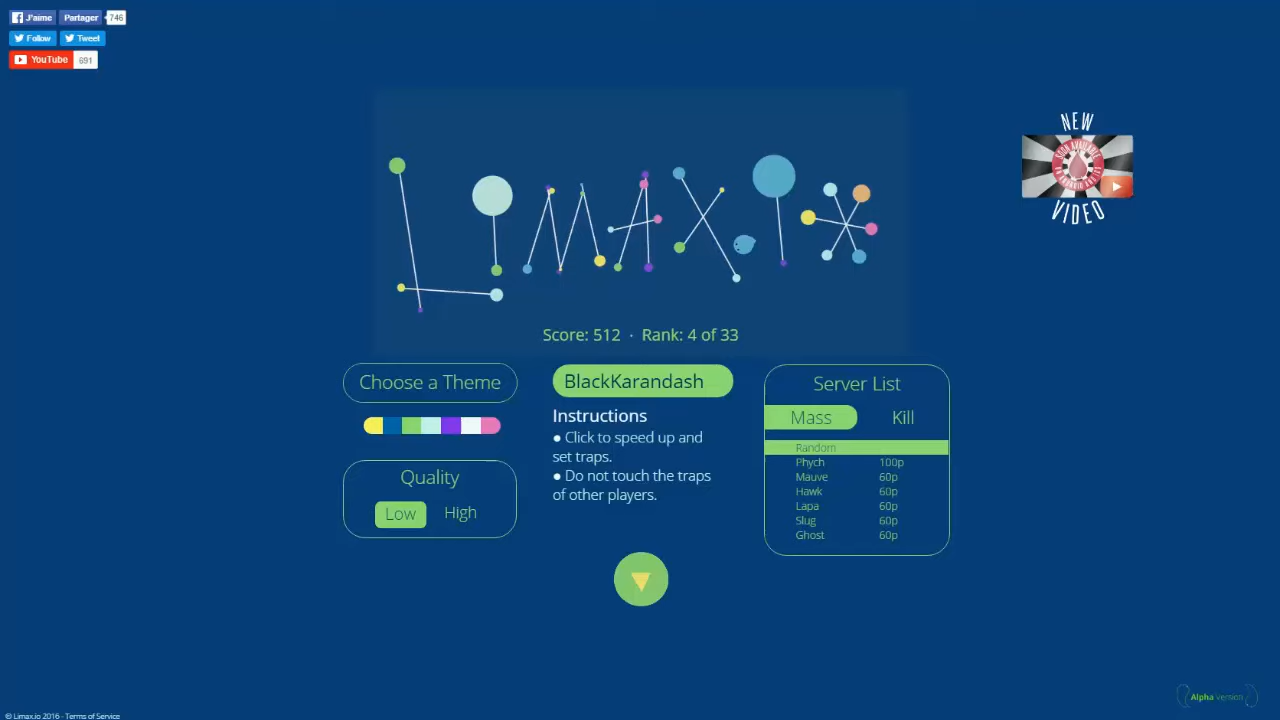 J'aime Partager 746
Follow Tweet
YouTube 691
NEW
SOON AVAILABLE
VIDEO
LIMAX.IO
Score: 512 · Rank: 4 of 33
Choose a Theme
Quality
Low High
BlackKarandash
Instructions
● Click to speed up and
set traps.
● Do not touch the traps
of other players.
Server List
Mass Kill
Random
Phych 100p
Mauve 60p
Hawk 60p
Lapa 60p
Slug 60p
Ghost 60p
Alpha version
© Limax.io 2016 - Terms of Service